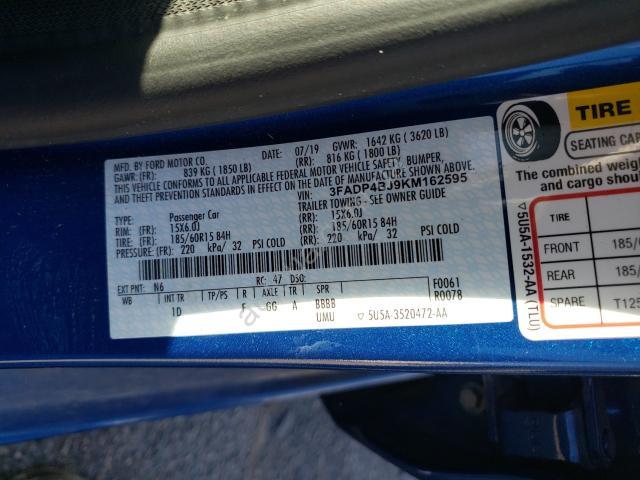 MFD. BY FORD MOTOR CO.
DATE: 07/19 GVWR: 1642 KG ( 3620 LB)
GAWR: (FR): 839 KG ( 1850 LB) (RR): 816 KG ( 1800 LB)
THIS VEHICLE CONFORMS TO ALL APPLICABLE FEDERAL MOTOR VEHICLE SAFETY, BUMPER,
AND THEFT PREVENTION STANDARDS IN EFFECT ON THE DATE OF MANUFACTURE SHOWN ABOVE.
VIN: 3FADP4BJ9KM162595
TYPE: Passenger Car TRAILER TOWING - SEE OWNER GUIDE
RIM: (FR): 15X6.0J (RR): 15X6.0J
TIRE: (FR): 185/60R15 84H (RR): 185/60R15 84H
PRESSURE: (FR): 220 kPa/ 32 PSI COLD (RR): 220 kPa/ 32 PSI COLD
EXT PNT: N6 RC: 47 DSO: F0061
WB INT TR TP/PS R AXLE TR SPR R0078
1D GG A BBBB
UMU ▽5U5A-3520472-AA
TIRE
SEATING CAP
The combined weig
and cargo shou
TIRE
FRONT 185/
REAR 185/
SPARE T125
▽5U5A-1532-AA (TLU)